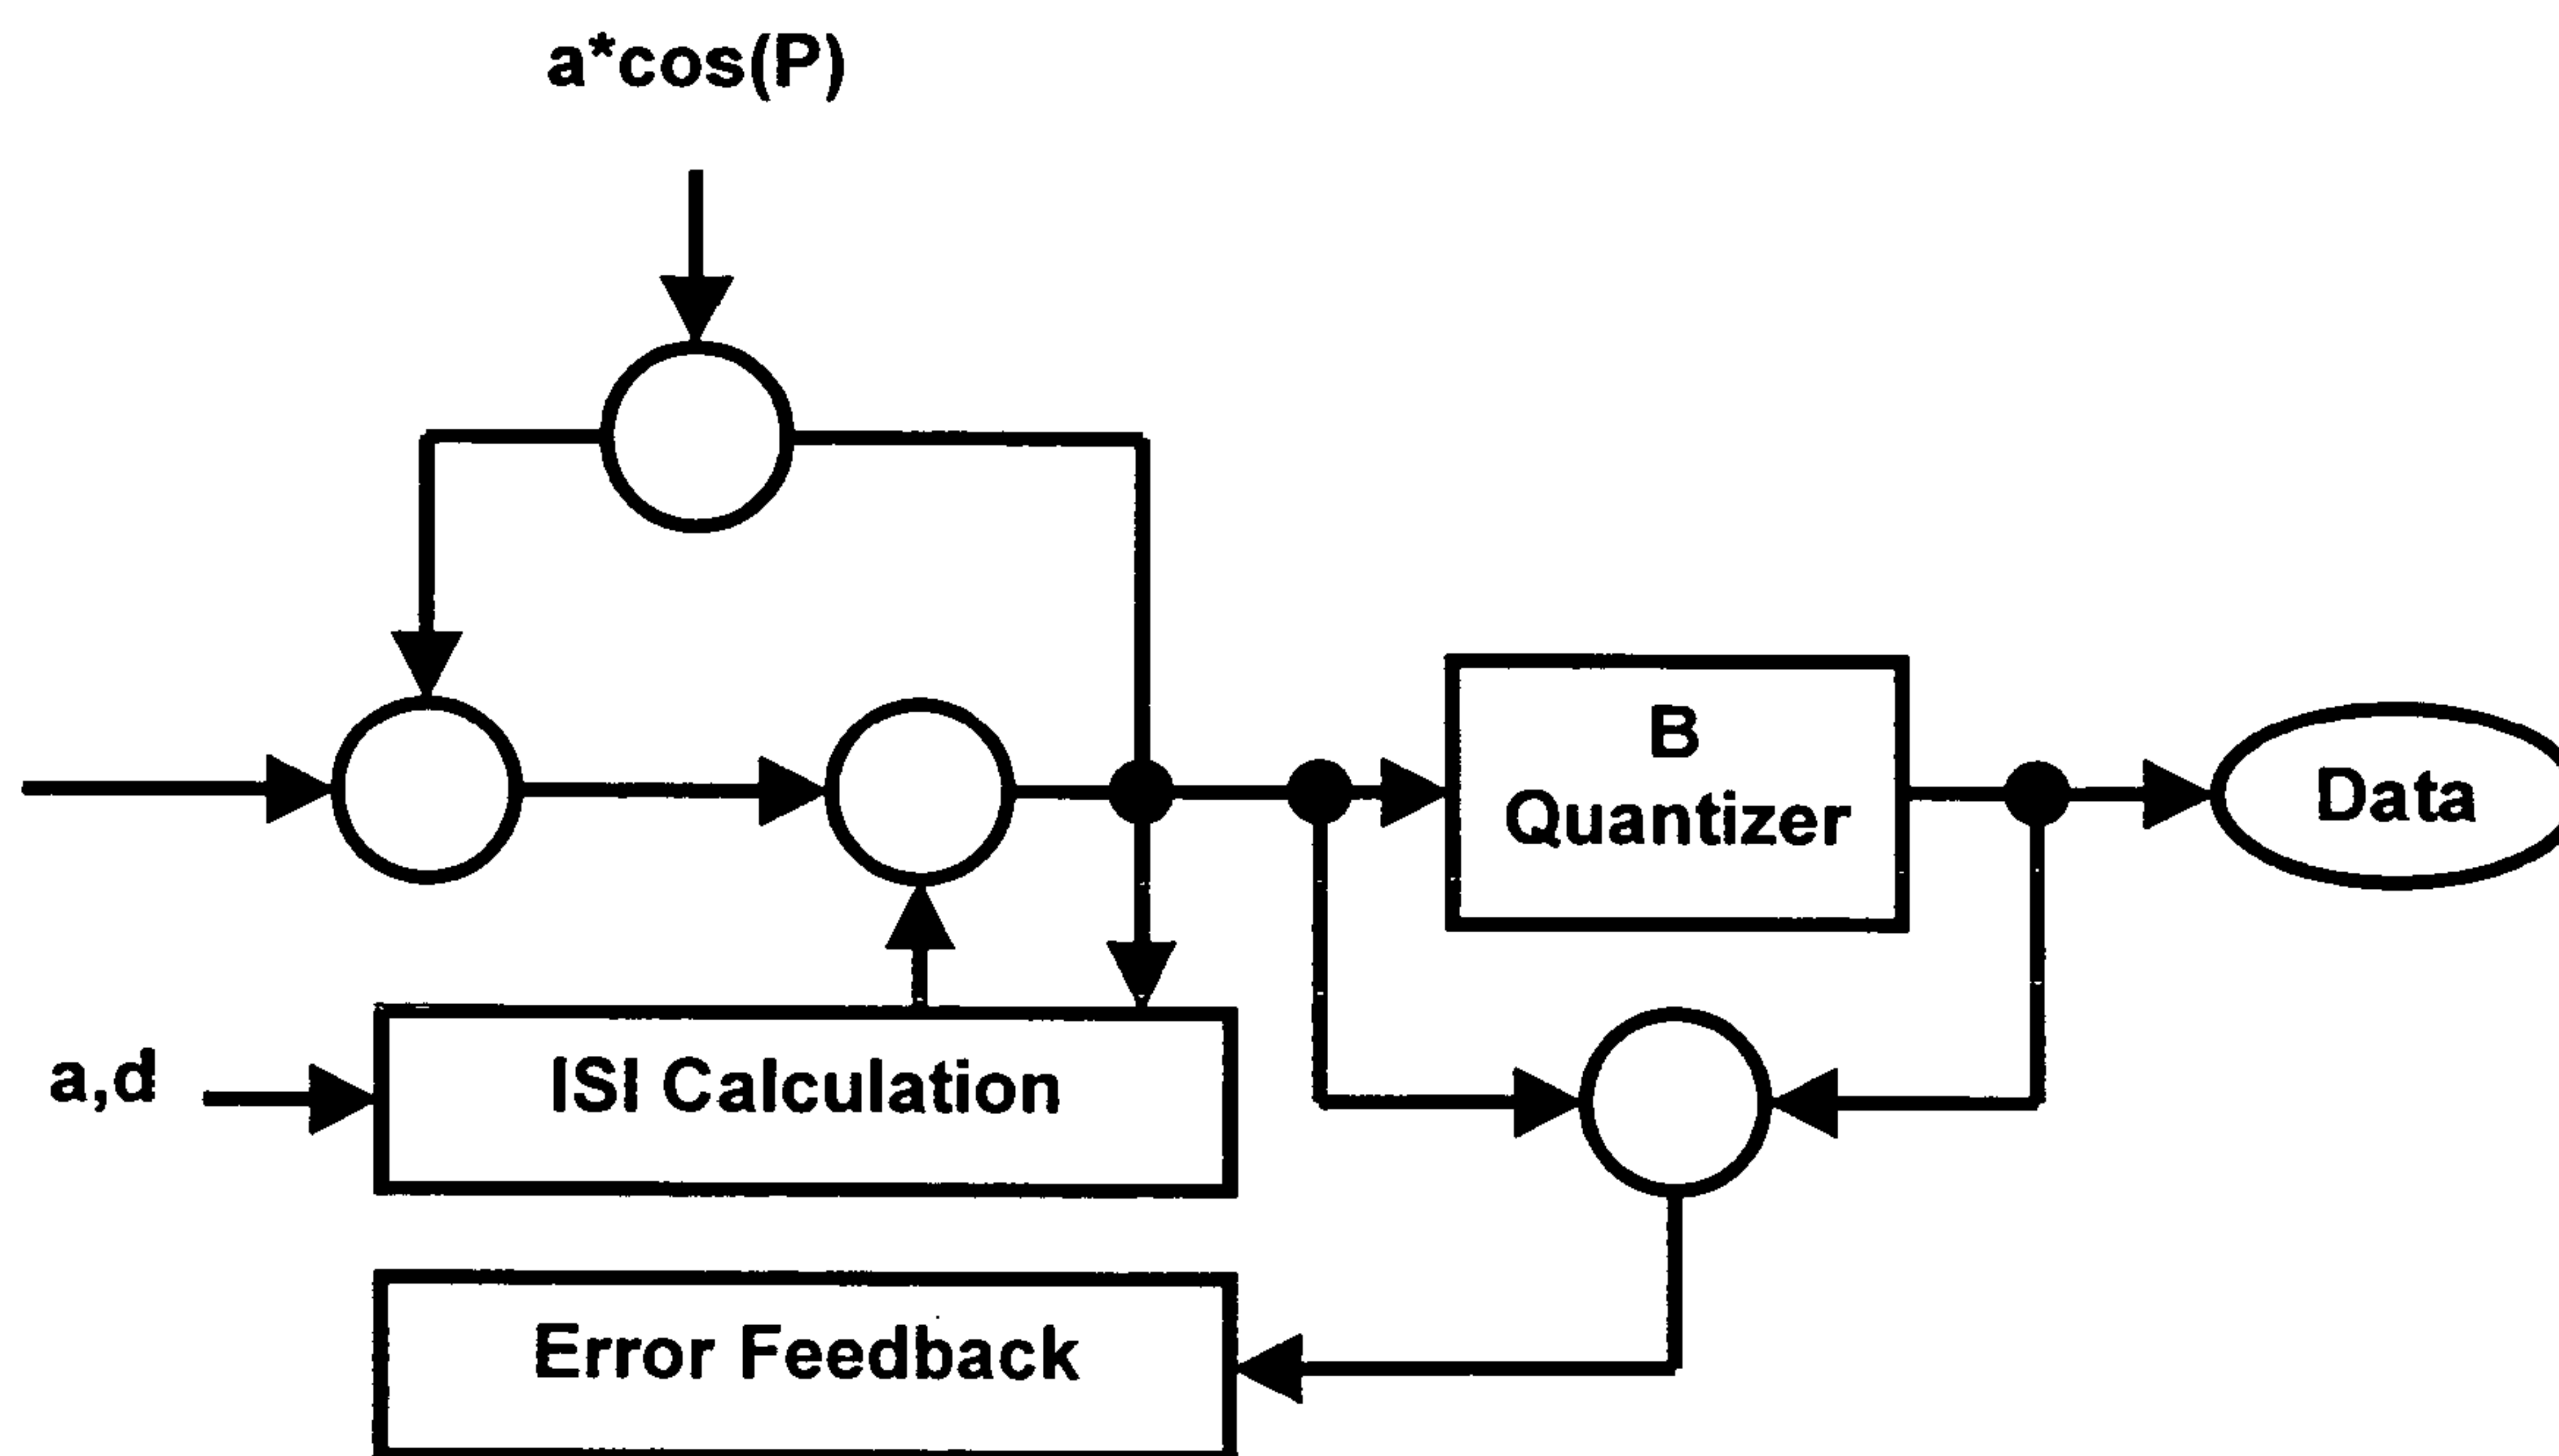 a*cos(P)
B
Quantizer
Data
a,d
ISI Calculation
Error Feedback